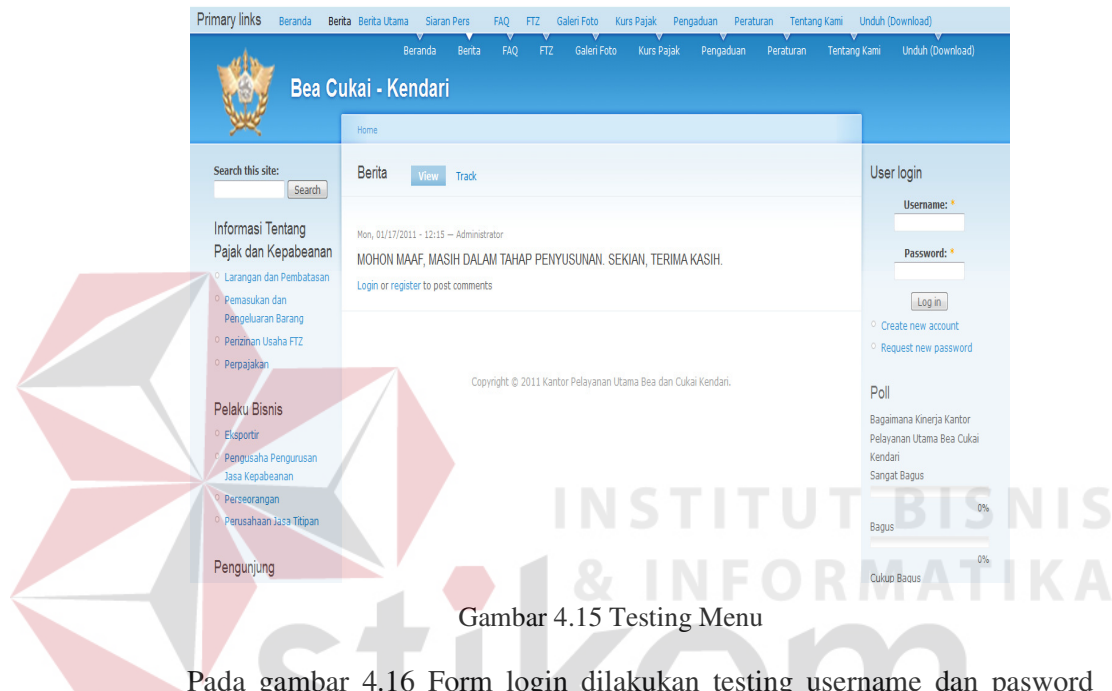 Primary links Beranda Berita Berita Utama Siaran Pers FAQ FTZ Galeri Foto Kurs Pajak Pengaduan Peraturan Tentang Kami Unduh (Download)
Beranda Berita FAQ FTZ Galeri Foto Kurs Pajak Pengaduan Peraturan Tentang Kami Unduh (Download)
Bea Cukai - Kendari
Home
Search this site:
Search
Informasi Tentang
Pajak dan Kepabeanan
Larangan dan Pembatasan
Pemasukan dan
Pengeluaran Barang
Perizinan Usaha FTZ
Perpajakan
Pelaku Bisnis
Eksportir
Pengusaha Pengurusan
Jasa Kepabeanan
Perseorangan
Perusahaan Jasa Titipan
Pengunjung
Berita View Track
Mon, 01/17/2011 - 12:15 — Administrator
MOHON MAAF, MASIH DALAM TAHAP PENYUSUNAN. SEKIAN, TERIMA KASIH.
Login or register to post comments
Copyright © 2011 Kantor Pelayanan Utama Bea dan Cukai Kendari.
User login
Username: *
Password: *
Log in
Create new account
Request new password
Poll
Bagaimana Kinerja Kantor
Pelayanan Utama Bea Cukai
Kendari
Sangat Bagus
0%
Bagus
0%
Cukup Bagus
INSTITUT BISNIS
& INFORMATIKA
stikom
Gambar 4.15 Testing Menu
Pada gambar 4.16 Form login dilakukan testing username dan pasword